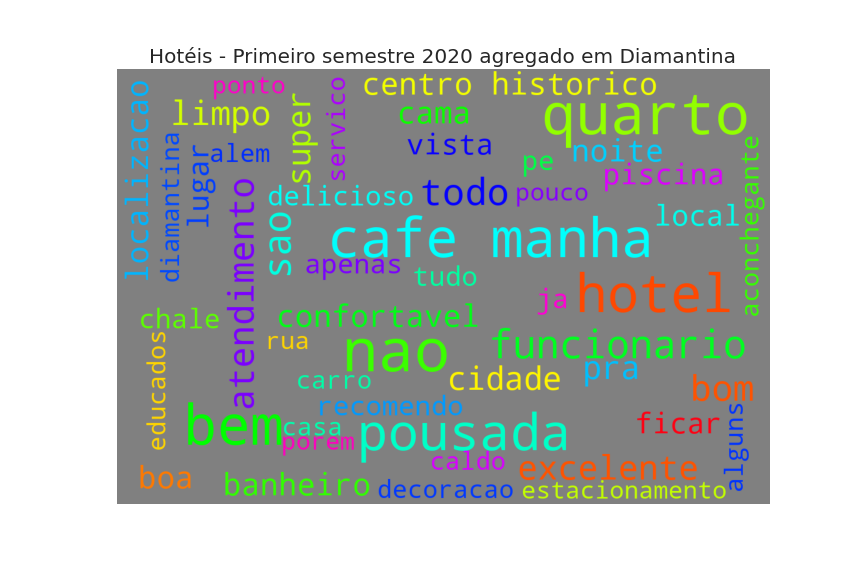 Hotéis - Primeiro semestre 2020 agregado em Diamantina
localizacao
ponto
servico
centro historico
limpo
super
cama
quarto
diamantina
lugar
alem
vista
noite
pe
piscina
aconchegante
atendimento
delicioso
todo
pouco
local
sao
cafe manha
apenas
tudo
ja
hotel
chale
confortavel
rua
nao
funcionario
educados
carro
cidade
pra
bom
recomendo
bem
casa
porem
pousada
ficar
alguns
caldo
excelente
boa
banheiro
decoracao
estacionamento